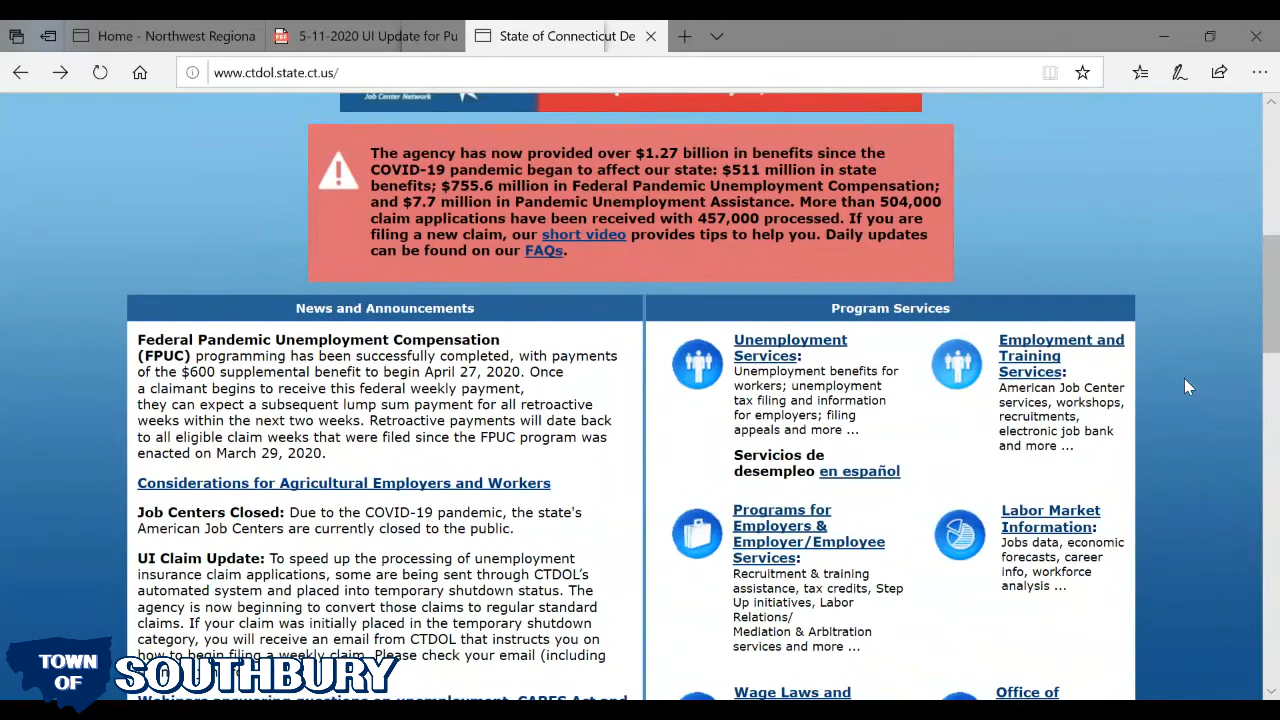 Home - Northwest Regiona
5-11-2020 UI Update for Pu
State of Connecticut De
www.ctdol.state.ct.us/
Job Center Network
The agency has now provided over $1.27 billion in benefits since the
COVID-19 pandemic began to affect our state: $511 million in state
benefits; $755.6 million in Federal Pandemic Unemployment Compensation;
and $7.7 million in Pandemic Unemployment Assistance. More than 504,000
claim applications have been received with 457,000 processed. If you are
filing a new claim, our short video provides tips to help you. Daily updates
can be found on our FAQs.
News and Announcements
Federal Pandemic Unemployment Compensation
(FPUC) programming has been successfully completed, with payments
of the $600 supplemental benefit to begin April 27, 2020. Once
a claimant begins to receive this federal weekly payment,
they can expect a subsequent lump sum payment for all retroactive
weeks within the next two weeks. Retroactive payments will date back
to all eligible claim weeks that were filed since the FPUC program was
enacted on March 29, 2020.
Considerations for Agricultural Employers and Workers
Job Centers Closed: Due to the COVID-19 pandemic, the state's
American Job Centers are currently closed to the public.
UI Claim Update: To speed up the processing of unemployment
insurance claim applications, some are being sent through CTDOL's
automated system and placed into temporary shutdown status. The
agency is now beginning to convert those claims to regular standard
claims. If your claim was initially placed in the temporary shutdown
category, you will receive an email from CTDOL that instructs you on
how to begin filing a weekly claim. Please check your email (including
Webinars answering questions on unemployment, CARES Act and
Program Services
Unemployment
Services:
Unemployment benefits for
workers; unemployment
tax filing and information
for employers; filing
appeals and more ...
Servicios de
desempleo en español
Employment and
Training
Services:
American Job Center
services, workshops,
recruitments,
electronic job bank
and more ...
Programs for
Employers &
Employer/Employee
Services:
Recruitment & training
assistance, tax credits, Step
Up initiatives, Labor
Relations/
Mediation & Arbitration
services and more ...
Labor Market
Information:
Jobs data, economic
forecasts, career
info, workforce
analysis ...
Wage Laws and
Office of
TOWN
OF
SOUTHBURY